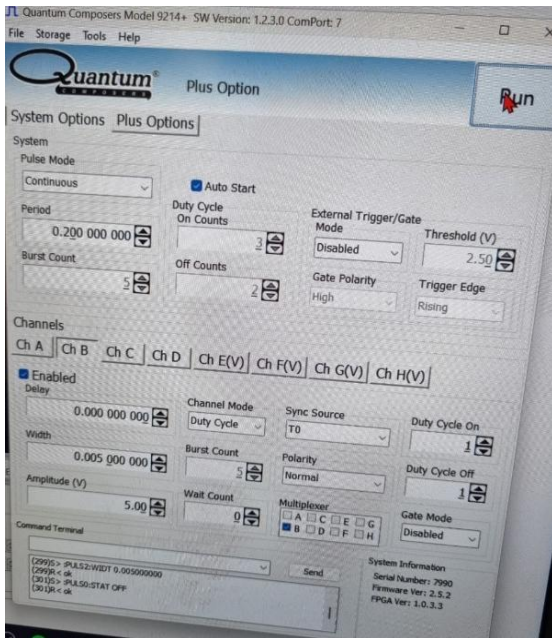 Quantum Composers Model 9214+ SW Version: 1.2.3.0 ComPort: 7
File Storage Tools Help
Quantum®
COMPOSERS
Plus Option
Run
System Options Plus Options
System
Pulse Mode
Continuous
Auto Start
Period
0.200 000 000
Duty Cycle
On Counts
3
External Trigger/Gate
Mode
Disabled
Threshold (V)
2.50
Burst Count
5
Off Counts
2
Gate Polarity
High
Trigger Edge
Rising
Channels
Ch A Ch B Ch C Ch D Ch E(V) Ch F(V) Ch G(V) Ch H(V)
Enabled
Delay
0.000 000 000
Channel Mode
Duty Cycle
Sync Source
T0
Duty Cycle On
1
Width
0.005 000 000
Burst Count
5
Polarity
Normal
Duty Cycle Off
1
Amplitude (V)
5.00
Wait Count
0
Multiplexer
A C E G
B D F H
Gate Mode
Disabled
Command Terminal
Send
(299)S> :PULS2:WIDT 0.005000000
(299)R< ok
(301)S> :PULS0:STAT OFF
(301)R< ok
System Information
Serial Number: 7990
Firmware Ver: 2.5.2
FPGA Ver: 1.0.3.3